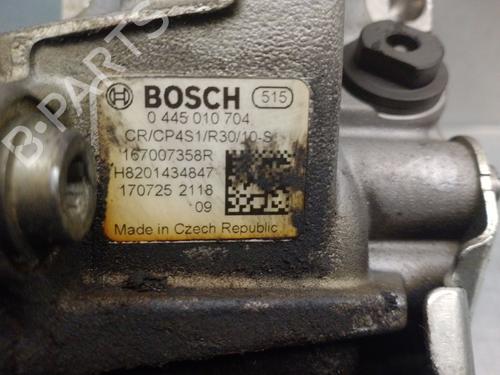 B-Parts
BOSCH 515
0 445 010 704
CR/CP4S1/R30/10-S
167007358R
H8201434847
170725 2118
09
Made in Czech Republic